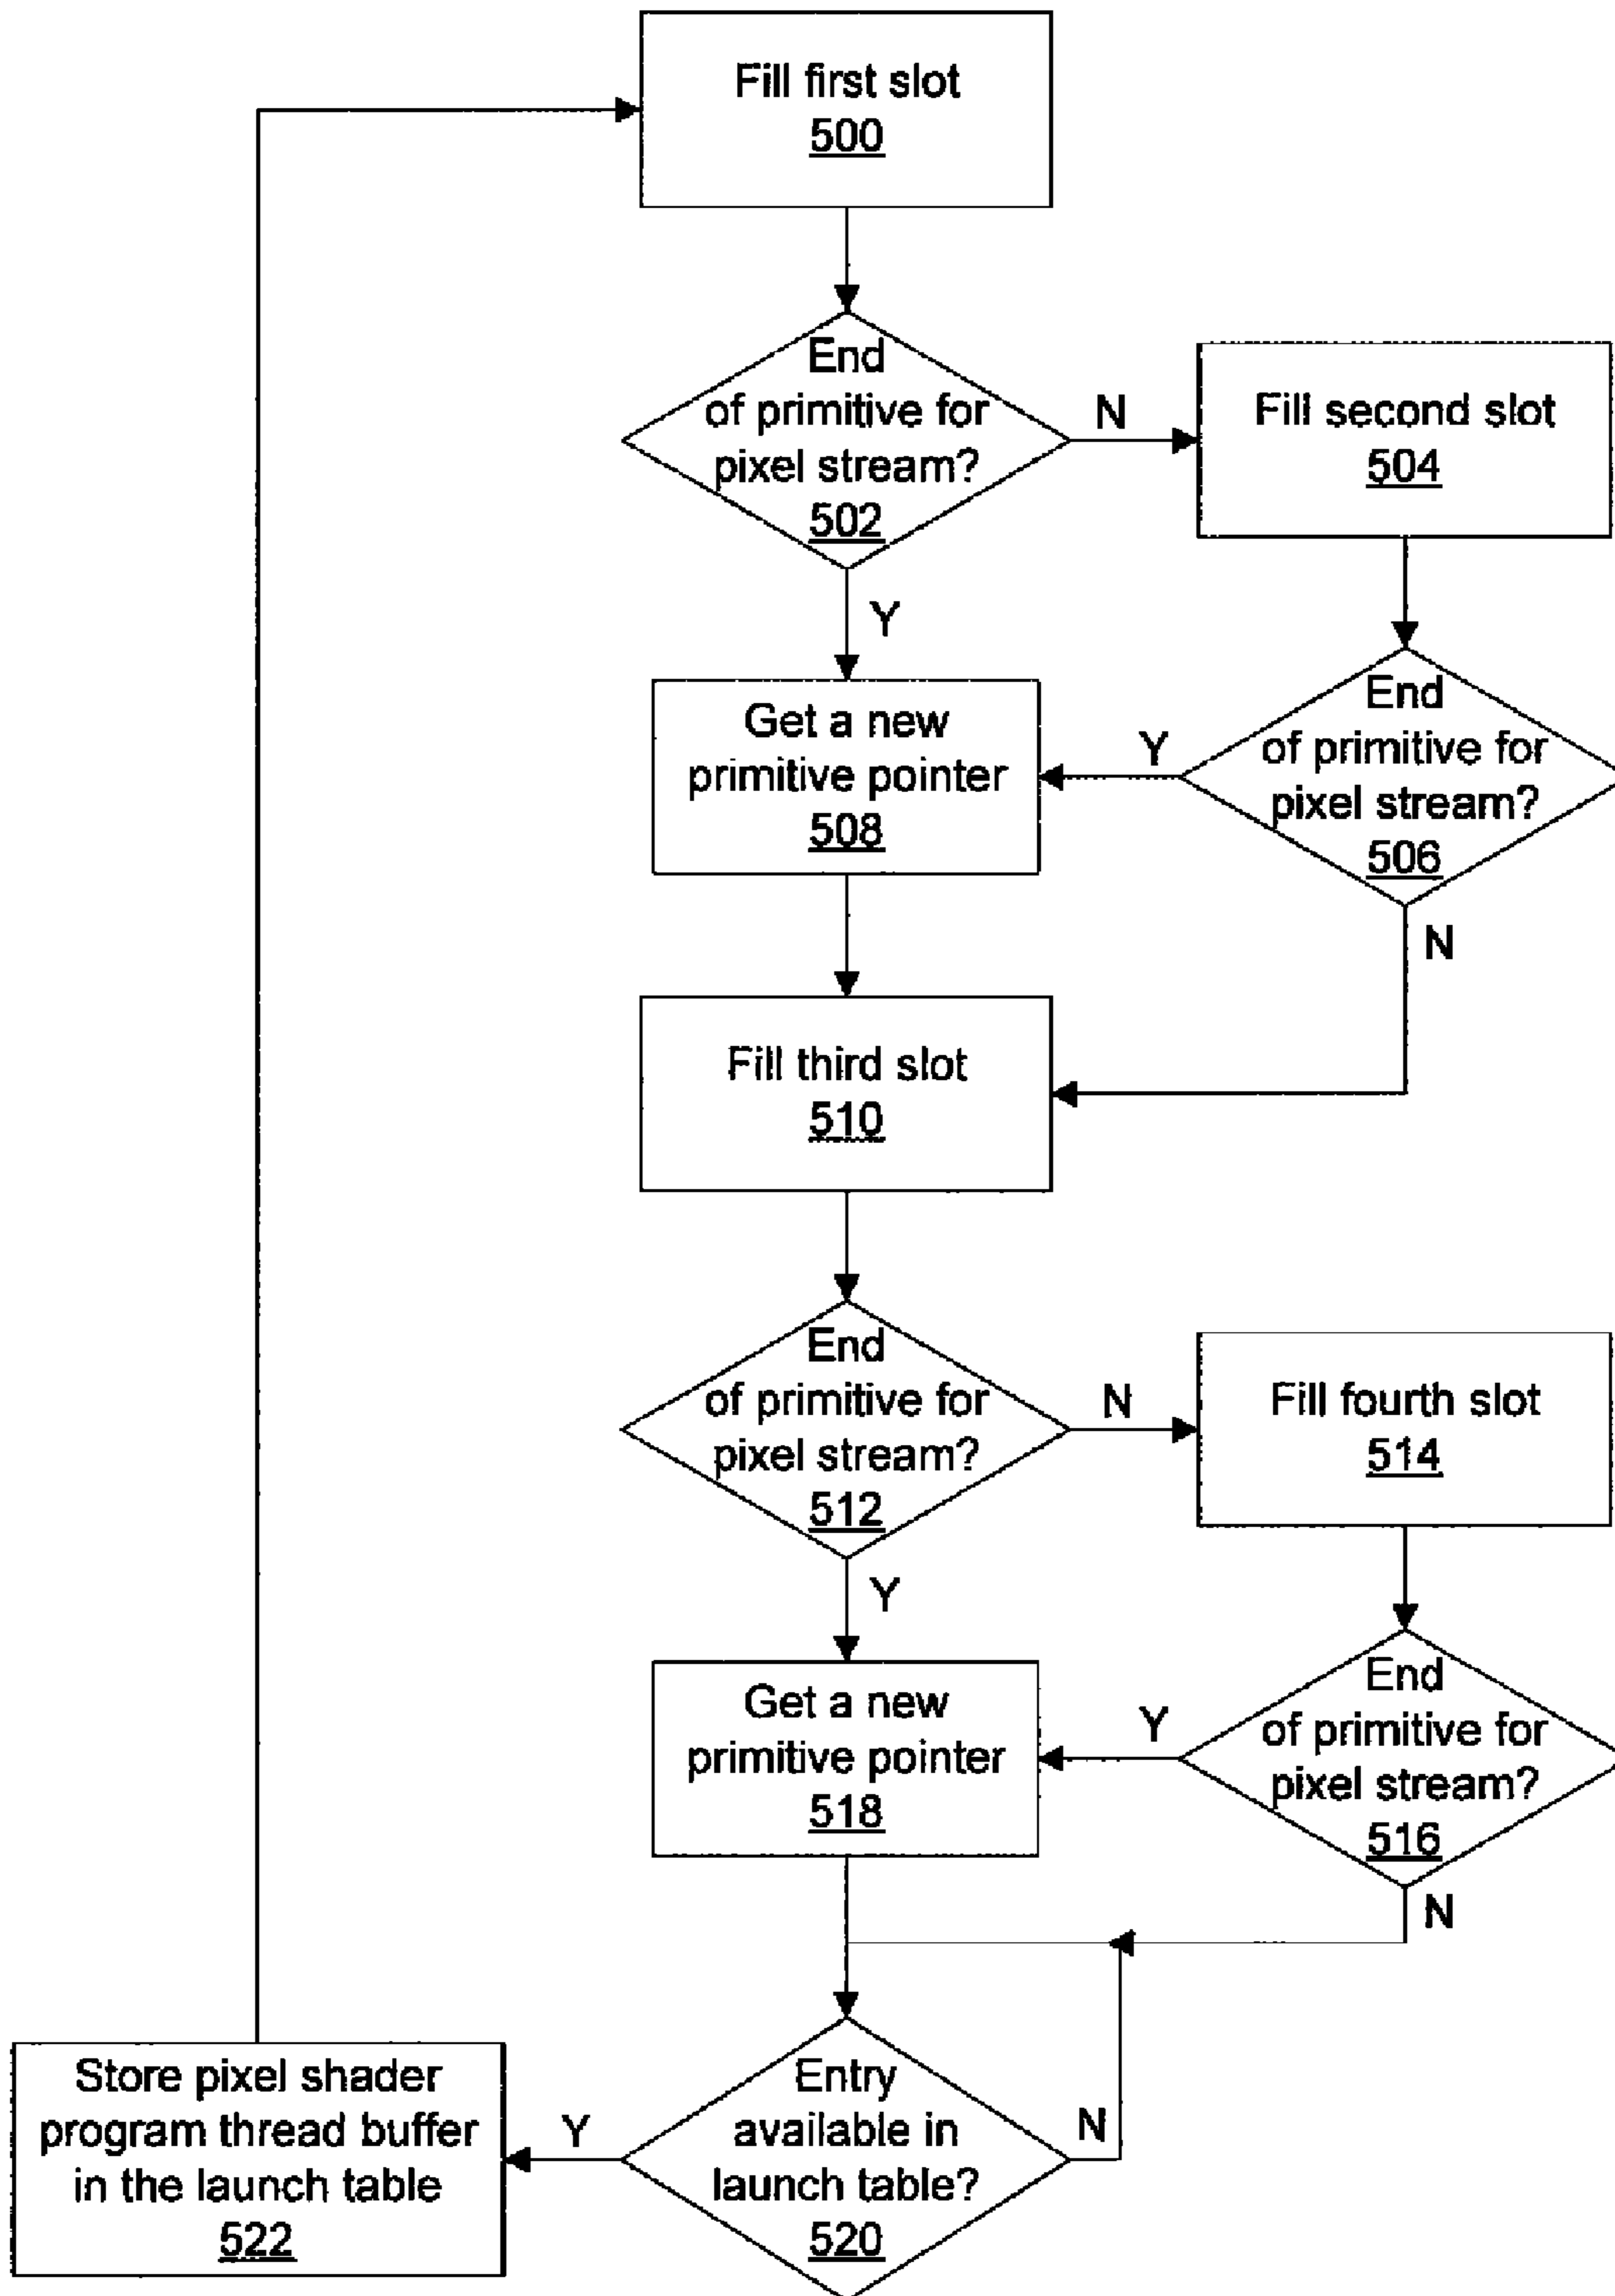 Fill first slot
500
End
of primitive for
pixel stream?
502
N
Fill second slot
504
Y
End
of primitive for
pixel stream?
506
Y
N
Get a new
primitive pointer
508
Fill third slot
510
End
of primitive for
pixel stream?
512
N
Fill fourth slot
514
Y
End
of primitive for
pixel stream?
516
Y
N
Get a new
primitive pointer
518
Entry
available in
launch table?
520
N
Y
Store pixel shader
program thread buffer
in the launch table
522